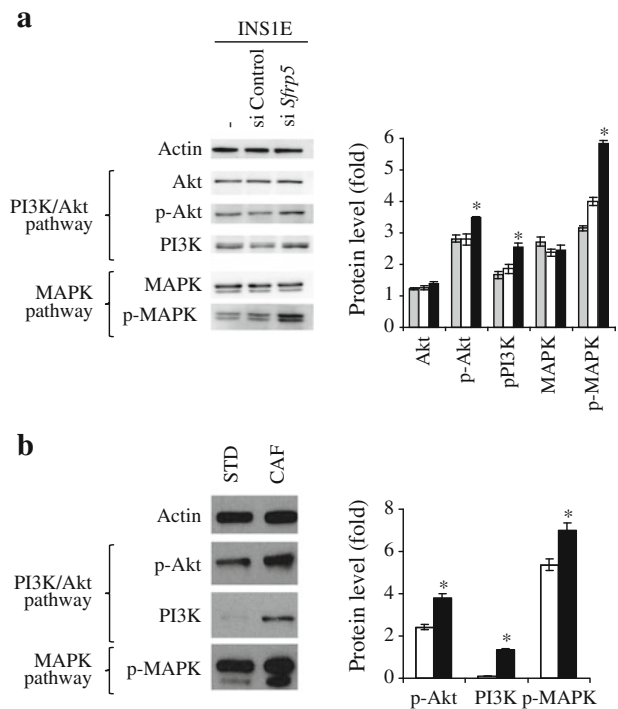 a
INS1E
-
si Control
si Sfrp5
Actin
PI3K/Akt
pathway
Akt
p-Akt
PI3K
MAPK
pathway
MAPK
p-MAPK
Protein level (fold)
6
5
4
3
2
1
0
*
*
*
Akt
p-Akt
pPI3K
MAPK
p-MAPK
b
STD
CAF
Actin
PI3K/Akt
pathway
p-Akt
PI3K
MAPK
pathway
p-MAPK
Protein level (fold)
8
6
4
2
0
*
*
*
p-Akt
PI3K
p-MAPK